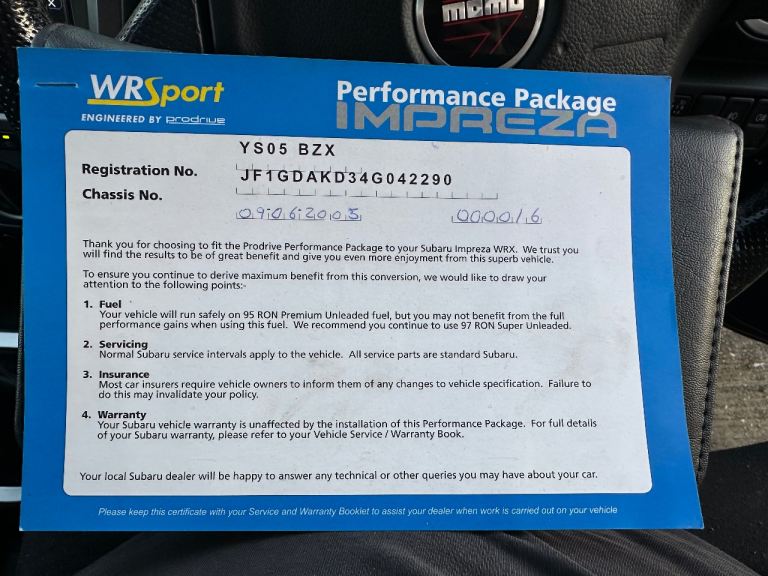 MOMO
WRSport
ENGINEERED BY prodrive
Performance Package
IMPREZA
YS05 BZX
Registration No.
JF1GDAKD34G042290
Chassis No.
09062005
000016
Thank you for choosing to fit the Prodrive Performance Package to your Subaru Impreza WRX. We trust you
will find the results to be of great benefit and give you even more enjoyment from this superb vehicle.
To ensure you continue to derive maximum benefit from this conversion, we would like to draw your
attention to the following points:-
1. Fuel
Your vehicle will run safely on 95 RON Premium Unleaded fuel, but you may not benefit from the full
performance gains when using this fuel. We recommend you continue to use 97 RON Super Unleaded.
2. Servicing
Normal Subaru service intervals apply to the vehicle. All service parts are standard Subaru.
3. Insurance
Most car insurers require vehicle owners to inform them of any changes to vehicle specification. Failure to
do this may invalidate your policy.
4. Warranty
Your Subaru vehicle warranty is unaffected by the installation of this Performance Package. For full details
of your Subaru warranty, please refer to your Vehicle Service / Warranty Book.
Your local Subaru dealer will be happy to answer any technical or other queries you may have about your car.
Please keep this certificate with your Service and Warranty Booklet to assist your dealer when work is carried out on your vehicle